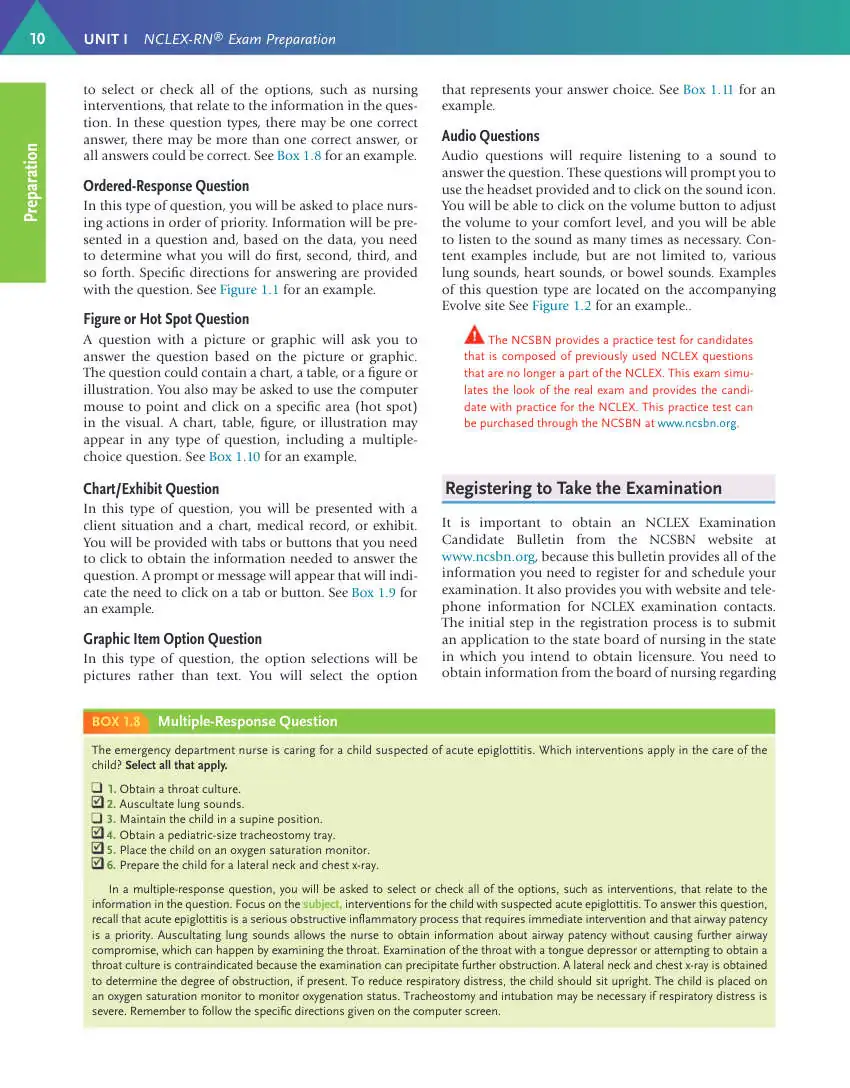 10
UNIT I NCLEX-RN® Exam Preparation
Preparation
to select or check all of the options, such as nursing
interventions, that relate to the information in the ques-
tion. In these question types, there may be one correct
answer, there may be more than one correct answer, or
all answers could be correct. See Box 1.8 for an example.
Ordered-Response Question
In this type of question, you will be asked to place nurs-
ing actions in order of priority. Information will be pre-
sented in a question and, based on the data, you need
to determine what you will do first, second, third, and
so forth. Specific directions for answering are provided
with the question. See Figure 1.1 for an example.
Figure or Hot Spot Question
A question with a picture or graphic will ask you to
answer the question based on the picture or graphic.
The question could contain a chart, a table, or a figure or
illustration. You also may be asked to use the computer
mouse to point and click on a specific area (hot spot)
in the visual. A chart, table, figure, or illustration may
appear in any type of question, including a multiple-
choice question. See Box 1.10 for an example.
Chart/Exhibit Question
In this type of question, you will be presented with a
client situation and a chart, medical record, or exhibit.
You will be provided with tabs or buttons that you need
to click to obtain the information needed to answer the
question. A prompt or message will appear that will indi-
cate the need to click on a tab or button. See Box 1.9 for
an example.
Graphic Item Option Question
In this type of question, the option selections will be
pictures rather than text. You will select the option
that represents your answer choice. See Box 1.11 for an
example.
Audio Questions
Audio questions will require listening to a sound to
answer the question. These questions will prompt you to
use the headset provided and to click on the sound icon.
You will be able to click on the volume button to adjust
the volume to your comfort level, and you will be able
to listen to the sound as many times as necessary. Con-
tent examples include, but are not limited to, various
lung sounds, heart sounds, or bowel sounds. Examples
of this question type are located on the accompanying
Evolve site See Figure 1.2 for an example..
The NCSBN provides a practice test for candidates
that is composed of previously used NCLEX questions
that are no longer a part of the NCLEX. This exam simu-
lates the look of the real exam and provides the candi-
date with practice for the NCLEX. This practice test can
be purchased through the NCSBN at www.ncsbn.org.
Registering to Take the Examination
It is important to obtain an NCLEX Examination
Candidate Bulletin from the NCSBN website at
www.ncsbn.org, because this bulletin provides all of the
information you need to register for and schedule your
examination. It also provides you with website and tele-
phone information for NCLEX examination contacts.
The initial step in the registration process is to submit
an application to the state board of nursing in the state
in which you intend to obtain licensure. You need to
obtain information from the board of nursing regarding
BOX 1.8 Multiple-Response Question
The emergency department nurse is caring for a child suspected of acute epiglottitis. Which interventions apply in the care of the
child? Select all that apply.
❑ 1. Obtain a throat culture.
☑ 2. Auscultate lung sounds.
❑ 3. Maintain the child in a supine position.
☑ 4. Obtain a pediatric-size tracheostomy tray.
☑ 5. Place the child on an oxygen saturation monitor.
☑ 6. Prepare the child for a lateral neck and chest x-ray.
In a multiple-response question, you will be asked to select or check all of the options, such as interventions, that relate to the
information in the question. Focus on the subject, interventions for the child with suspected acute epiglottitis. To answer this question,
recall that acute epiglottitis is a serious obstructive inflammatory process that requires immediate intervention and that airway patency
is a priority. Auscultating lung sounds allows the nurse to obtain information about airway patency without causing further airway
compromise, which can happen by examining the throat. Examination of the throat with a tongue depressor or attempting to obtain a
throat culture is contraindicated because the examination can precipitate further obstruction. A lateral neck and chest x-ray is obtained
to determine the degree of obstruction, if present. To reduce respiratory distress, the child should sit upright. The child is placed on
an oxygen saturation monitor to monitor oxygenation status. Tracheostomy and intubation may be necessary if respiratory distress is
severe. Remember to follow the specific directions given on the computer screen.